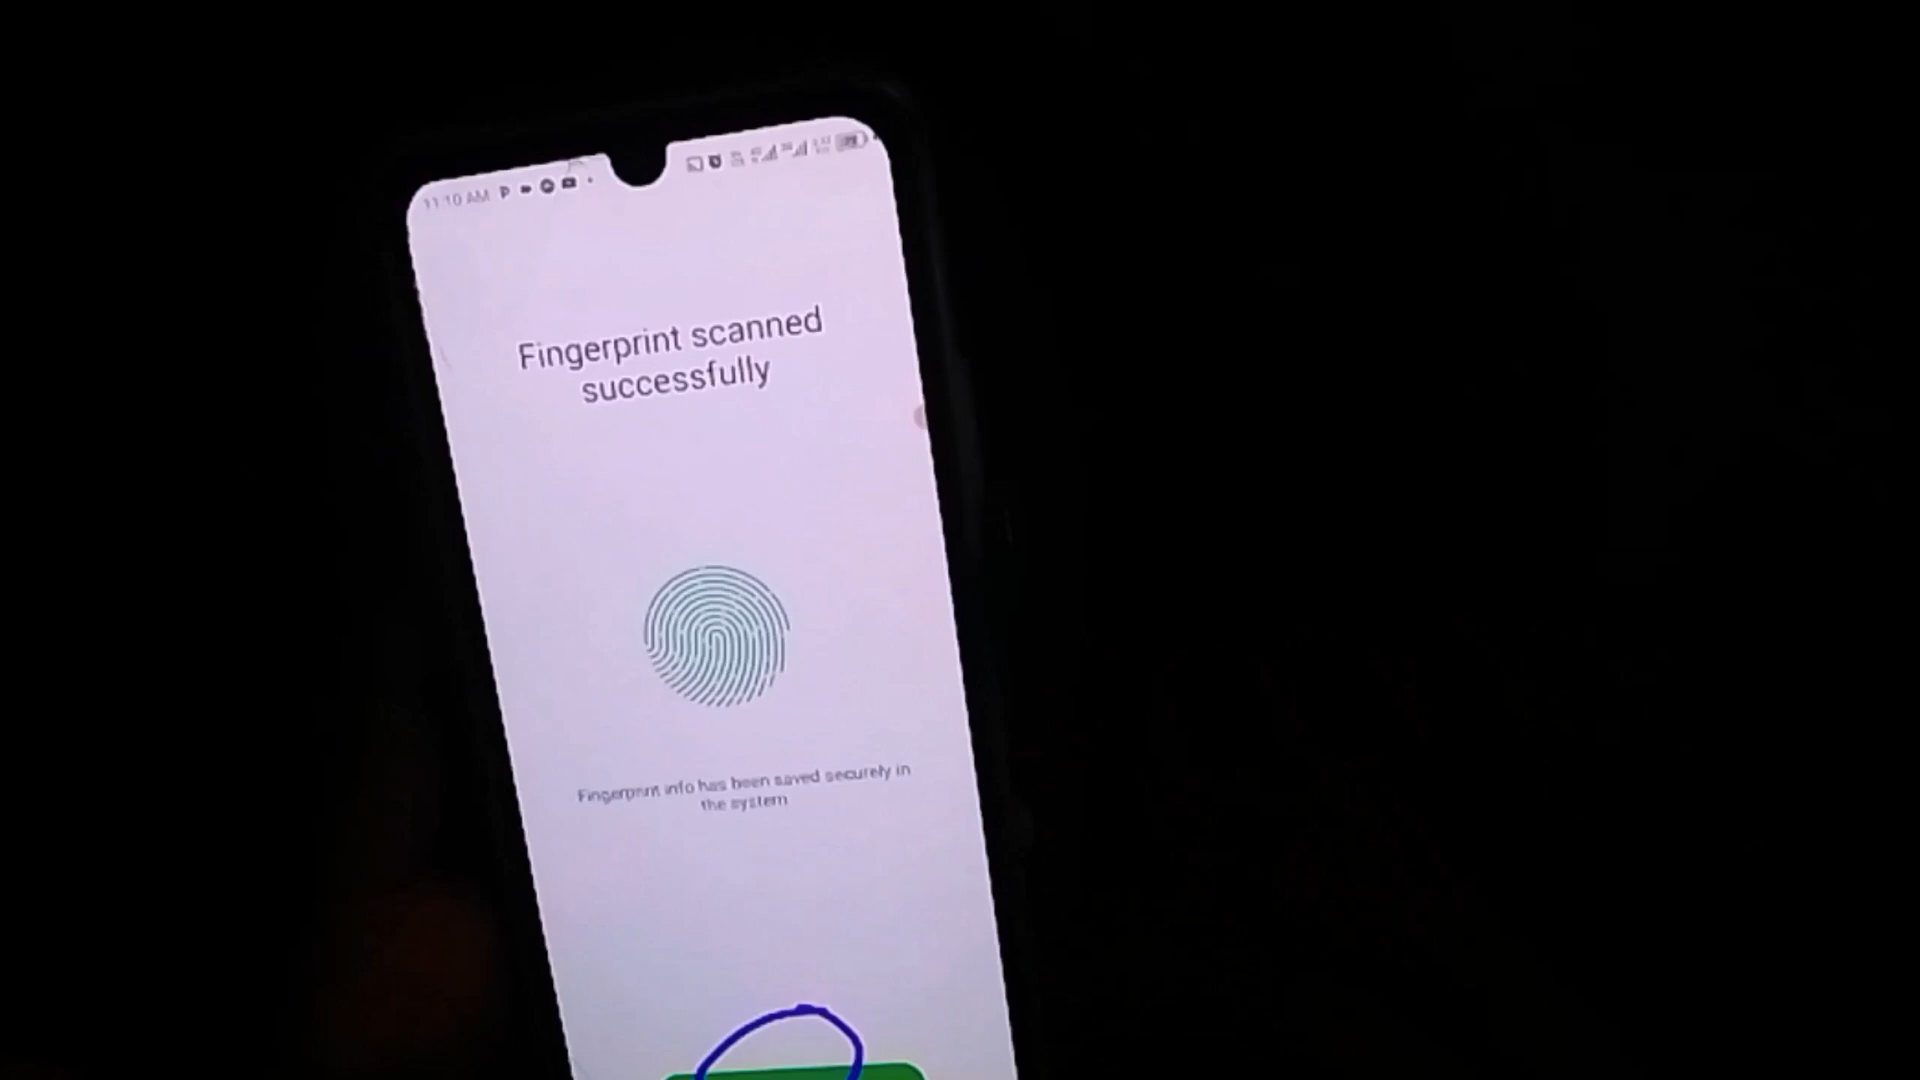 11:10 AM
Fingerprint scanned
successfully
Fingerprint info has been saved securely in
the system